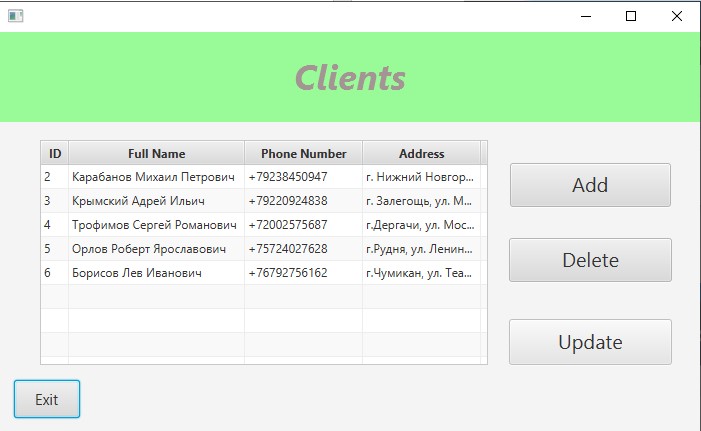 Clients
ID Full Name Phone Number Address
2 Карабанов Михаил Петрович +79238450947 г. Нижний Новгор...
3 Крымский Адрей Ильич +79220924838 г. Залегощь, ул. М...
4 Трофимов Сергей Романович +72002575687 г.Дергачи, ул. Мос...
5 Орлов Роберт Ярославович +75724027628 г.Рудня, ул. Ленин...
6 Борисов Лев Иванович +76792756162 г.Чумикан, ул. Теа...
Add
Delete
Update
Exit